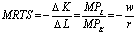 MRTS = − ΔK/ΔL = MP_L/MP_K = − w/r